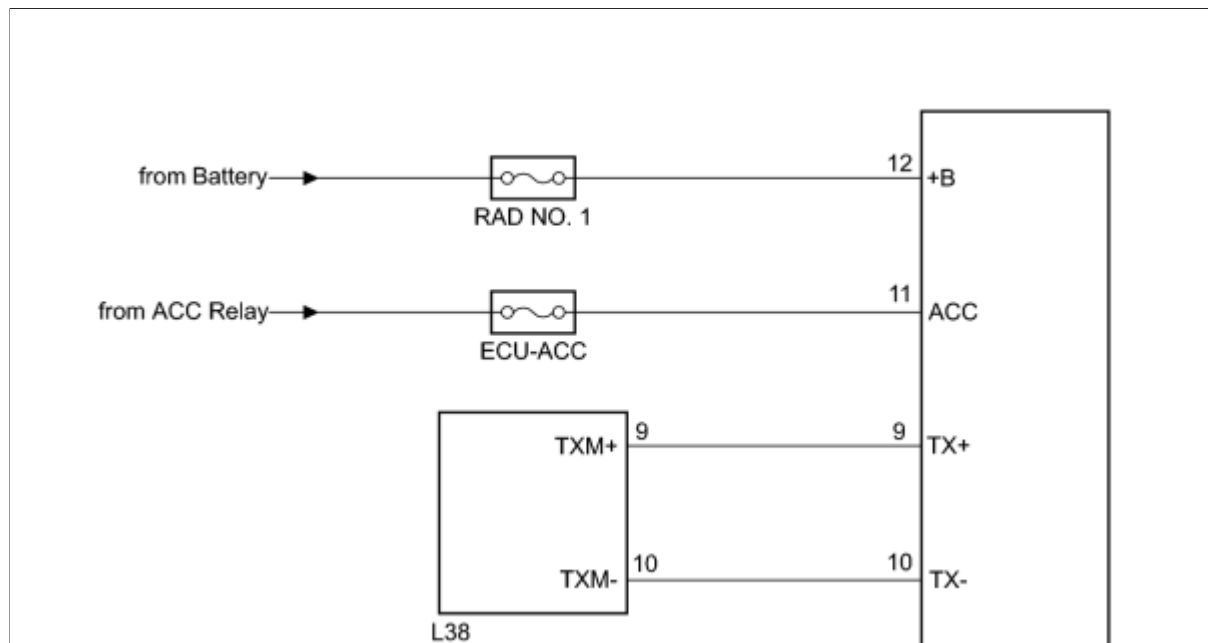 12
from Battery
+B
RAD NO. 1
11
from ACC Relay
ACC
ECU-ACC
9
9
TXM+
TX+
10
10
TXM-
TX-
L38